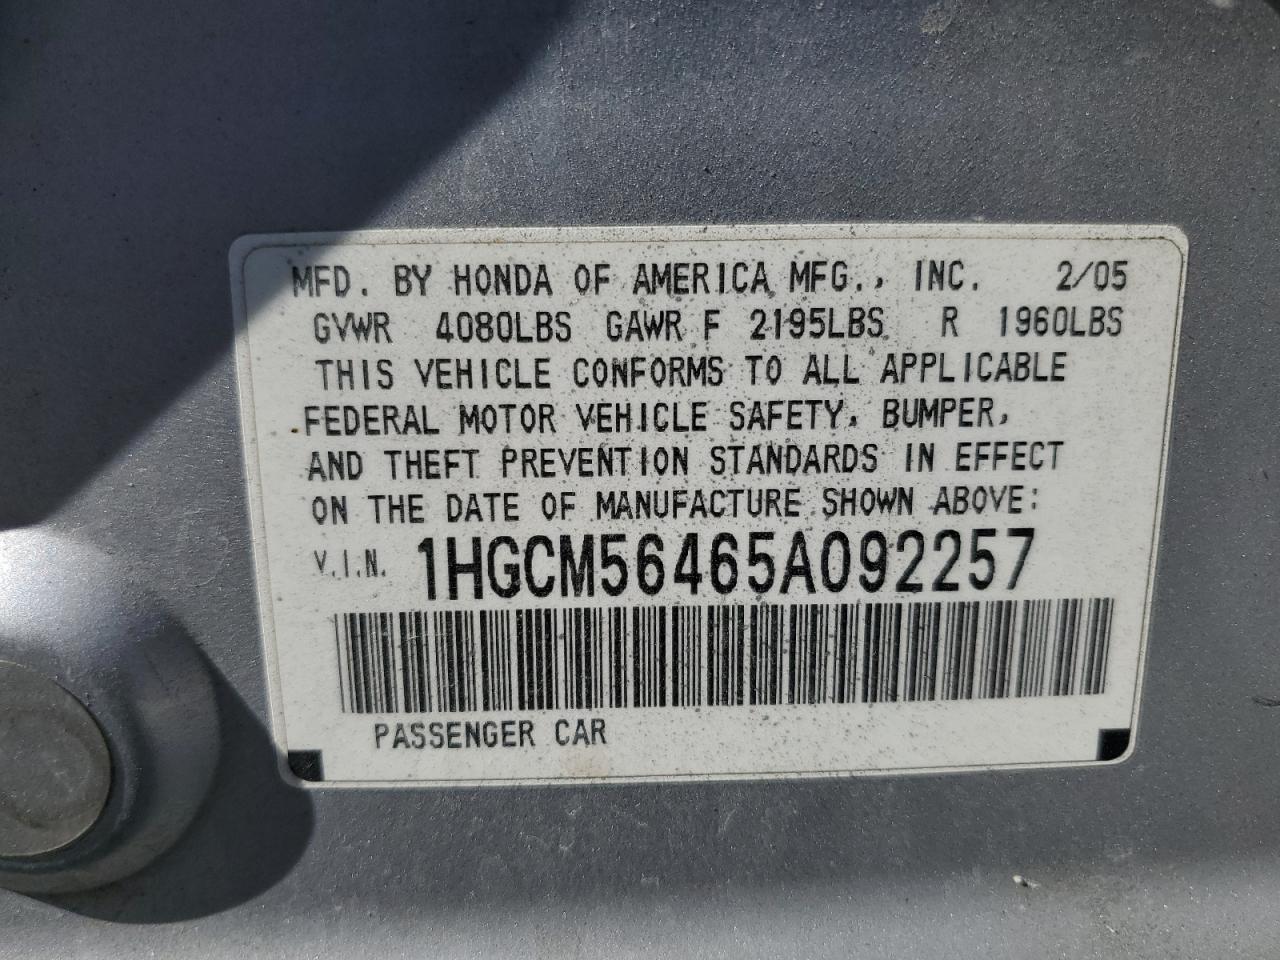 MFD. BY HONDA OF AMERICA MFG., INC. 2/05
GVWR 4080LBS GAWR F 2195LBS R 1960LBS
THIS VEHICLE CONFORMS TO ALL APPLICABLE
FEDERAL MOTOR VEHICLE SAFETY, BUMPER,
AND THEFT PREVENTION STANDARDS IN EFFECT
ON THE DATE OF MANUFACTURE SHOWN ABOVE:
V.I.N. 1HGCM56465A092257
PASSENGER CAR